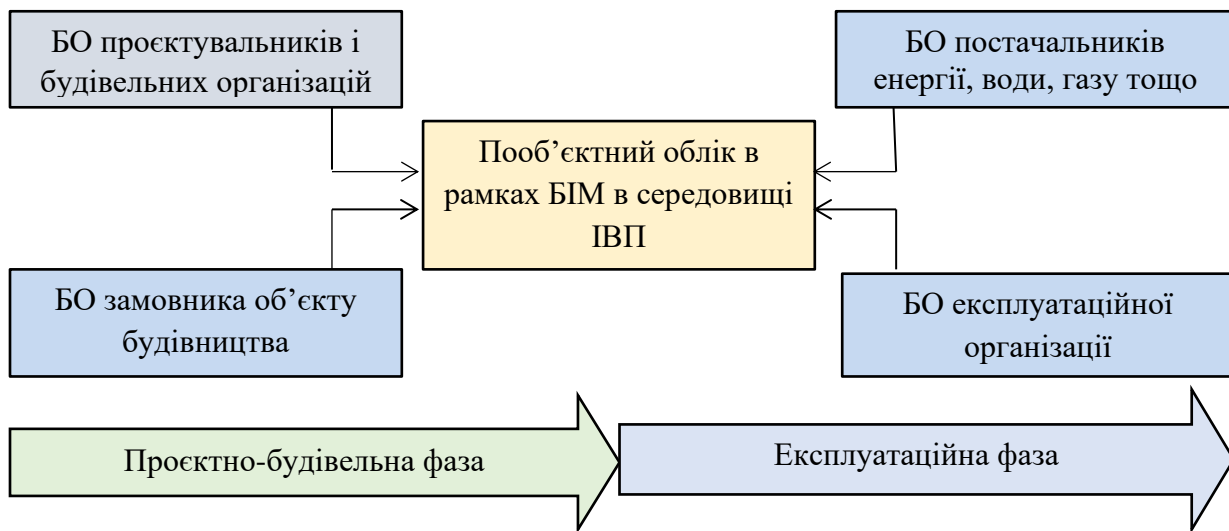 БО проєктувальників і
будівельних організацій
БО постачальників
енергії, води, газу тощо
Пооб’єктний облік в
рамках БІМ в середовищі
ІВП
БО замовника об’єкту
будівництва
БО експлуатаційної
організації
Проєктно-будівельна фаза
Експлуатаційна фаза